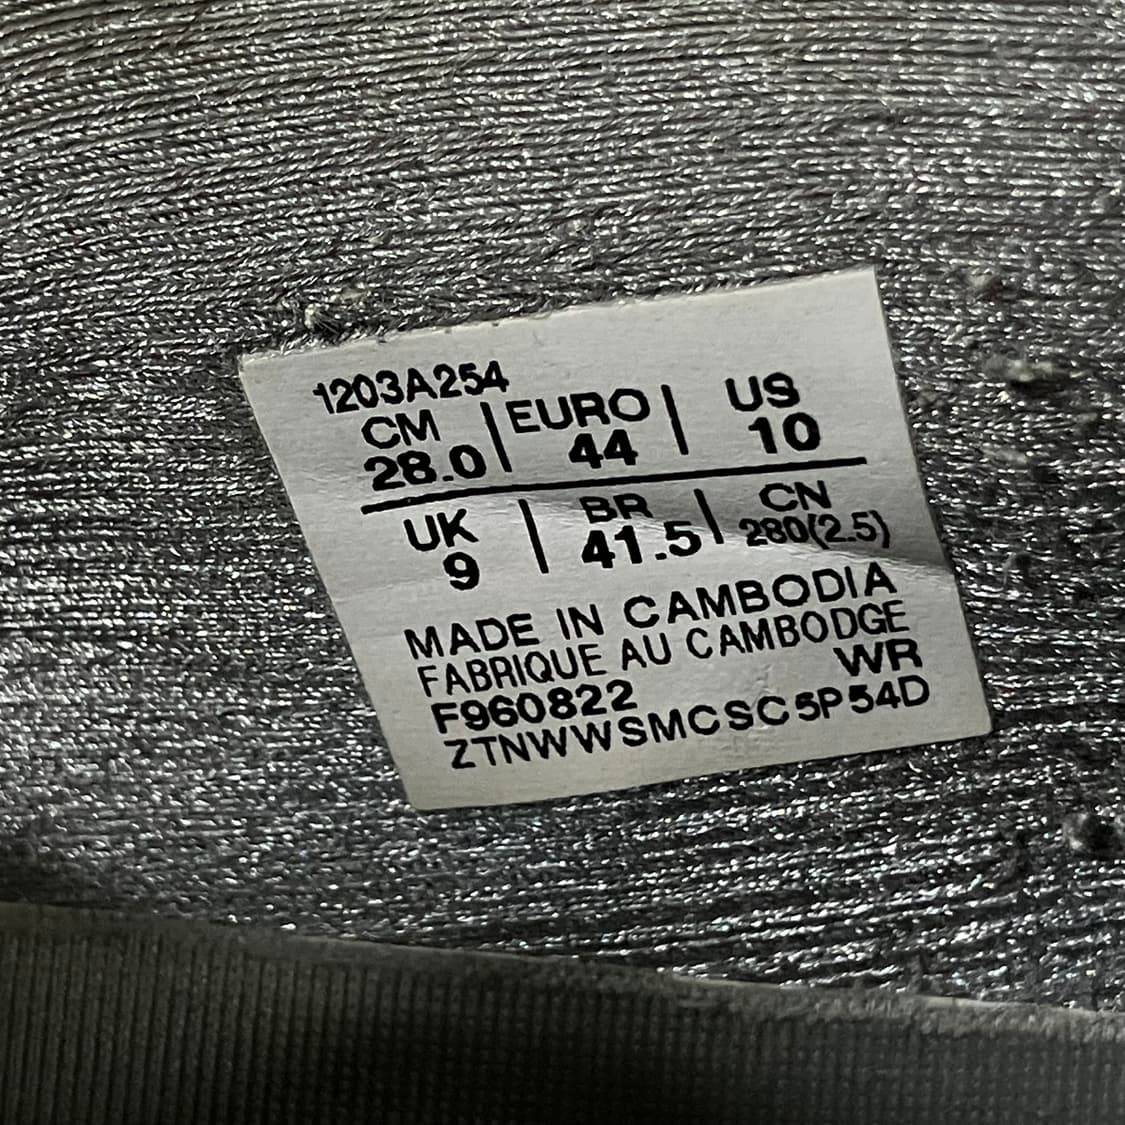 1203A254
CM | EURO | US
28.0 | 44 | 10
UK | BR | CN
9 | 41.5 | 280(2.5)
MADE IN CAMBODIA
FABRIQUE AU CAMBODGE
WR
F960822
ZTNWWSMCSC5P54D